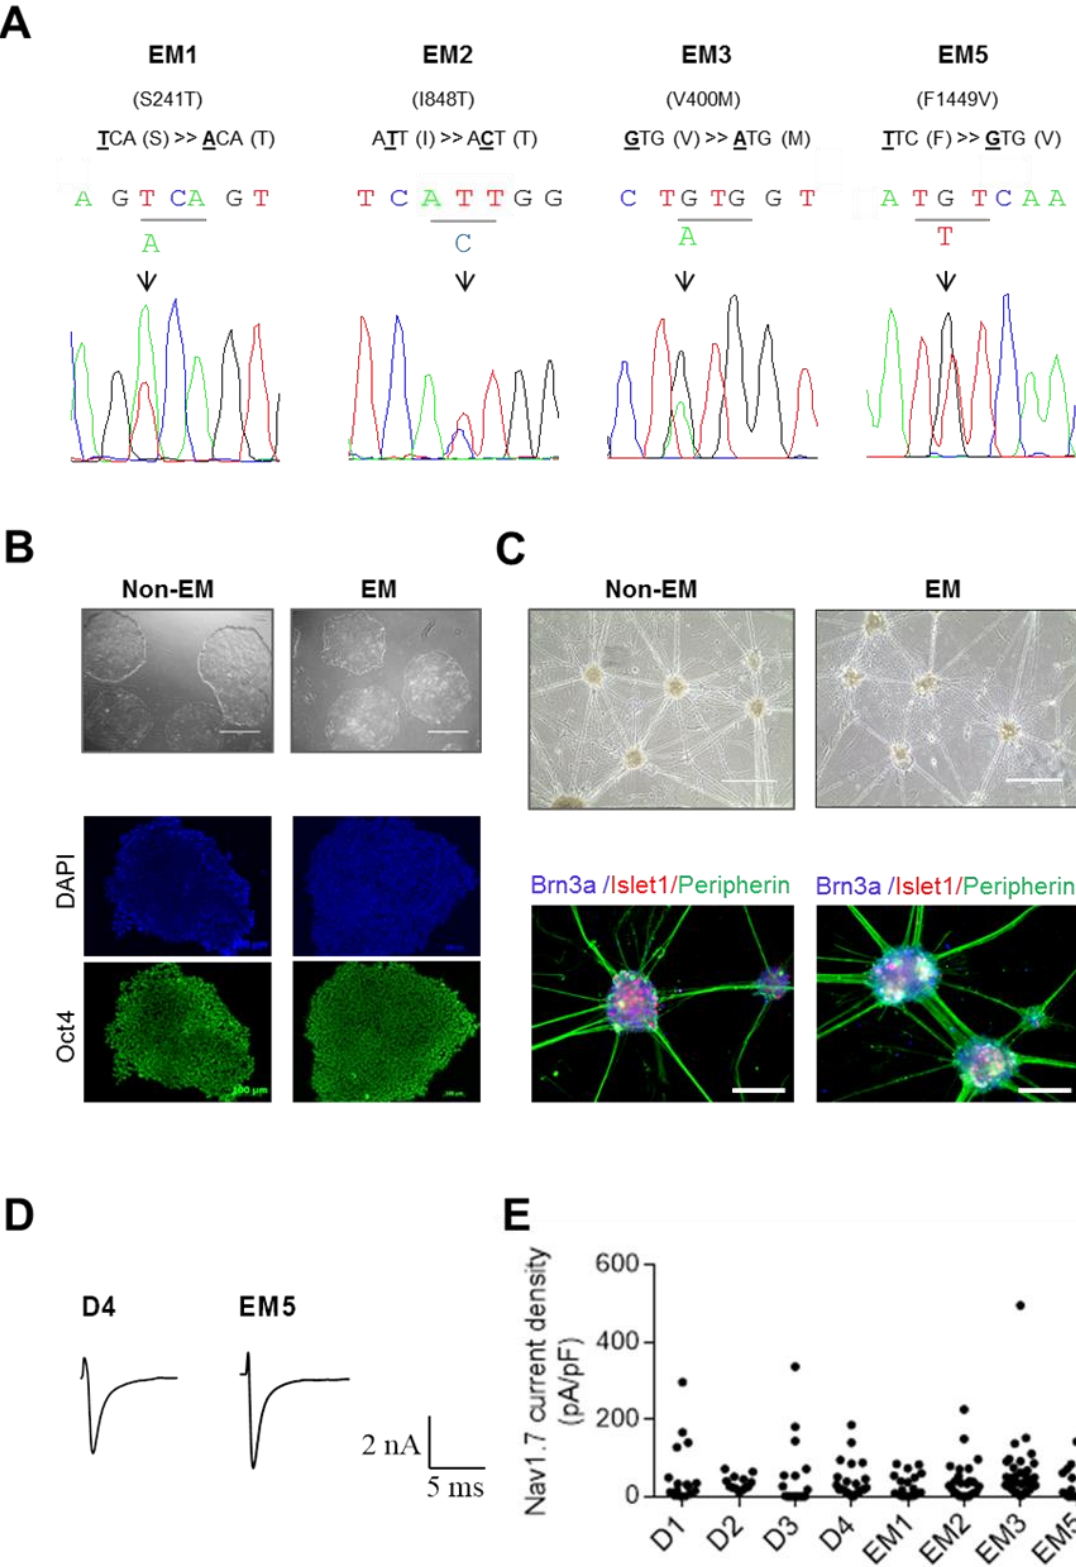 A
EM1 EM2 EM3 EM5
(S241T) (I848T) (V400M) (F1449V)
TCA (S) >> ACA (T) ATT (I) >> ACT (T) GTG (V) >> ATG (M) TTC (F) >> GTG (V)
A G T C A G T T C A T T G G C T G T G G T A T G T C A A
A C A T
B
C
Non-EM EM Non-EM EM
DAPI
Brn3a /Islet1/Peripherin Brn3a /Islet1/Peripherin
Oct4
100 μm
D
E
D4 EM5
2 nA
5 ms
Nav1.7 current density
(pA/pF)
600
400
200
0
D1 D2 D3 D4 EM1 EM2 EM3 EM5